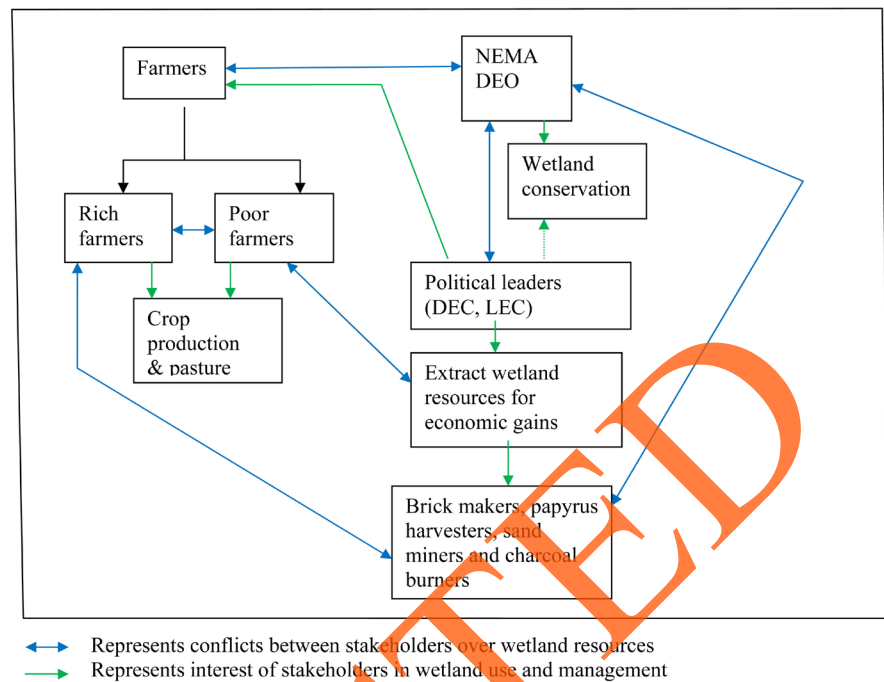 Farmers
NEMA
DEO
Wetland
conservation
Rich
farmers
Poor
farmers
Political leaders
(DEC, LEC)
Crop
production
& pasture
Extract wetland
resources for
economic gains
Brick makers, papyrus
harvesters, sand
miners and charcoal
burners
Represents conflicts between stakeholders over wetland resources
Represents interest of stakeholders in wetland use and management
TED